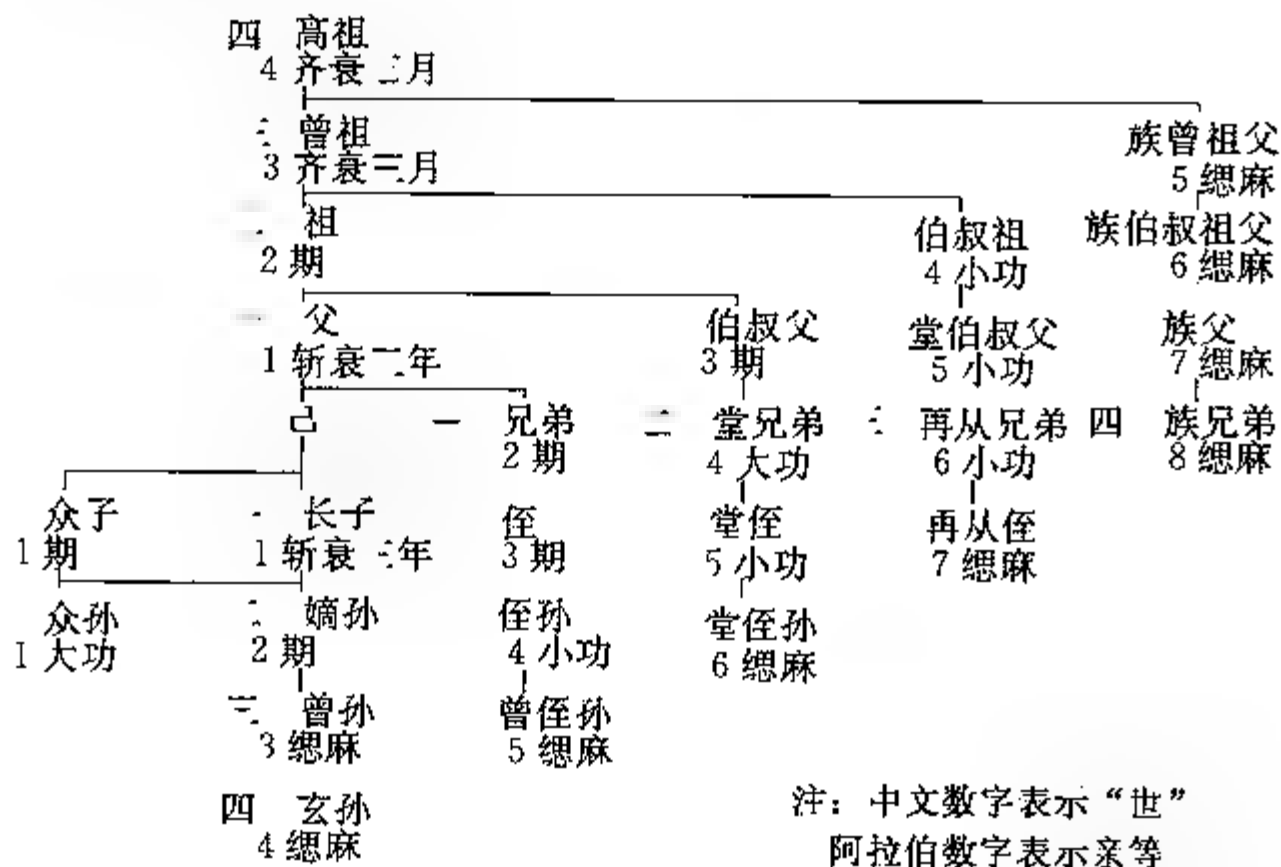 四 高祖
4 齐衰 月
曾祖 族曾祖父
3 齐衰三月 5 缌麻
祖 伯叔祖 族伯叔祖父
2 期 4 小功 6 缌麻
父 伯叔父 堂伯叔父 族父
1 斩衰 年 3 期 5 小功 7 缌麻
己 一 兄弟 二 堂兄弟 再从兄弟 四 族兄弟
2 期 4 大功 6 小功 8 缌麻
众子 长子 侄 堂侄 再从侄
1 期 1 斩衰 年 3 期 5 小功 7 缌麻
众孙 嫡孙 侄孙 堂侄孙
1 大功 2 期 4 小功 6 缌麻
三 曾孙 曾侄孙
3 缌麻 5 缌麻
四 玄孙
4 缌麻
注：中文数字表示“世”
阿拉伯数字表示亲等